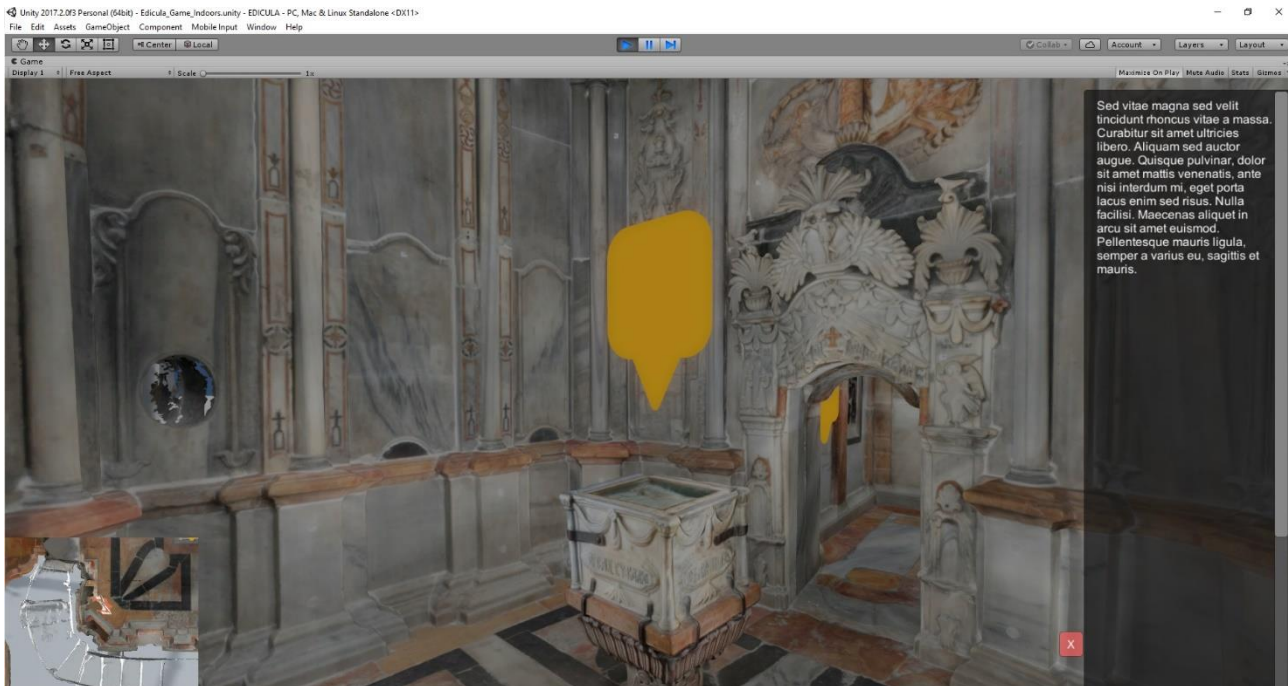 Unity 2017.2.0f3 Personal (64bit) - Edicula_Game_Indoors.unity - EDICULA - PC, Mac & Linux Standalone <DX11>
File Edit Assets GameObject Component Mobile Input Window Help
Center Local Collab Account Layers Layout
Game
Display 1 Free Aspect Scale 1x Maximize On Play Mute Audio Stats Gizmos
Sed vitae magna sed velit
tincidunt rhoncus vitae a massa.
Curabitur sit amet ultricies
libero. Aliquam sed auctor
augue. Quisque pulvinar, dolor
sit amet mattis venenatis, ante
nisi interdum mi, eget porta
lacus enim sed risus. Nulla
facilisi. Maecenas aliquet in
arcu sit amet euismod.
Pellentesque mauris ligula,
semper a varius eu, sagittis et
mauris.
X